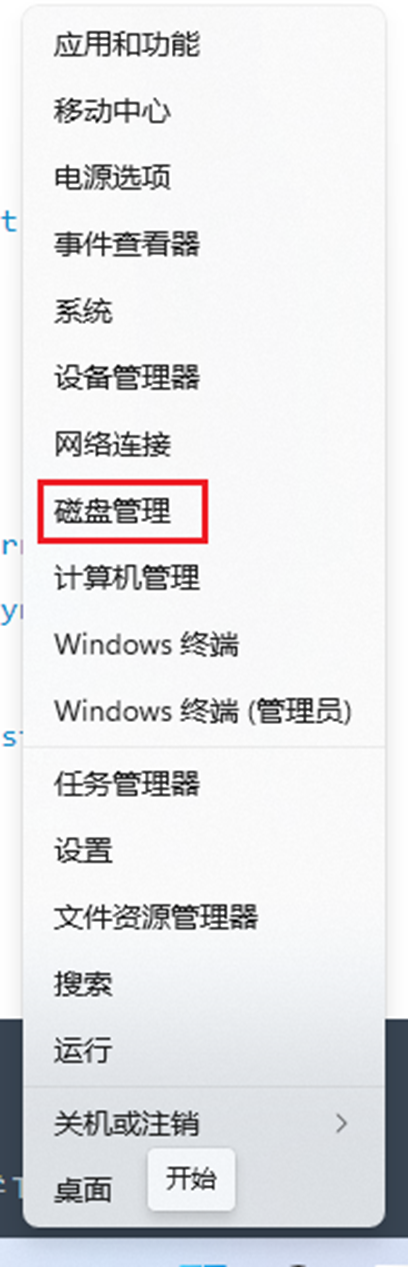 应用和功能
移动中心
电源选项
事件查看器
系统
设备管理器
网络连接
磁盘管理
计算机管理
Windows 终端
Windows 终端 (管理员)
任务管理器
设置
文件资源管理器
搜索
运行
关机或注销
桌面
开始